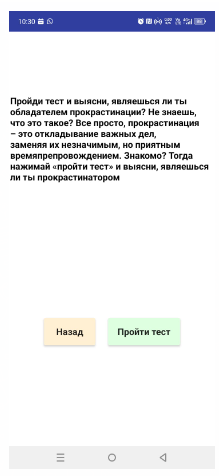 10:30
Пройди тест и выясни, являешься ли ты
обладателем прокрастинации? Не знаешь,
что это такое? Все просто, прокрастинация
– это откладывание важных дел,
заменяя их незначимым, но приятным
времяпрепровождением. Знакомо? Тогда
нажимай «пройти тест» и выясни, являешься
ли ты прокрастинатором
Назад
Пройти тест